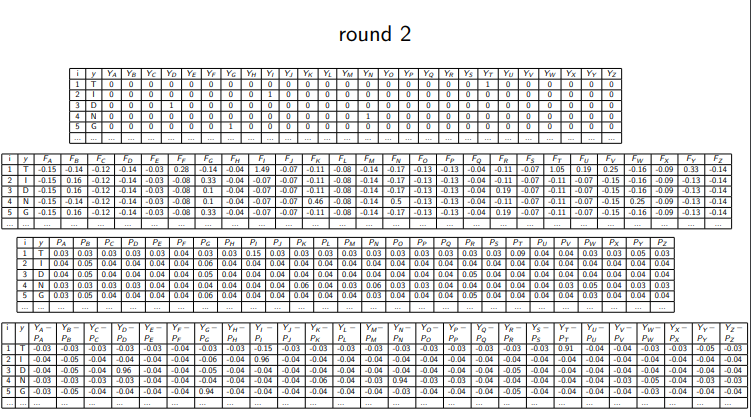 round 2
i y Y_A Y_B Y_C Y_D Y_E Y_F Y_G Y_H Y_I Y_J Y_K Y_L Y_M Y_N Y_O Y_P Y_Q Y_R Y_S Y_T Y_U Y_V Y_W Y_X Y_Y Y_Z
1 T 0 0 0 0 0 0 0 0 0 0 0 0 0 0 0 0 0 0 0 1 0 0 0 0 0 0
2 I 0 0 0 0 0 0 0 0 1 0 0 0 0 0 0 0 0 0 0 0 0 0 0 0 0 0
3 D 0 0 0 1 0 0 0 0 0 0 0 0 0 0 0 0 0 0 0 0 0 0 0 0 0 0
4 N 0 0 0 0 0 0 0 0 0 0 0 0 0 1 0 0 0 0 0 0 0 0 0 0 0 0
5 G 0 0 0 0 0 0 1 0 0 0 0 0 0 0 0 0 0 0 0 0 0 0 0 0 0 0
... ... ... ... ... ... ... ... ... ... ... ... ... ... ... ... ... ... ... ... ... ... ... ... ... ... ... ...
i y F_A F_B F_C F_D F_E F_F F_G F_H F_I F_J F_K F_L F_M F_N F_O F_P F_Q F_R F_S F_T F_U F_V F_W F_X F_Y F_Z
1 T -0.15 -0.14 -0.12 -0.14 -0.03 0.28 -0.14 -0.04 1.49 -0.07 -0.11 -0.08 -0.14 -0.17 -0.13 -0.13 -0.04 -0.11 -0.07 1.05 0.19 0.25 -0.16 -0.09 0.33 -0.14
2 I -0.15 0.16 -0.12 -0.14 -0.03 -0.08 0.33 -0.04 -0.07 -0.07 -0.11 -0.08 -0.14 -0.17 -0.13 -0.13 -0.04 -0.11 -0.07 -0.11 -0.07 -0.15 -0.16 -0.09 -0.13 -0.14
3 D -0.15 0.16 -0.12 -0.14 -0.03 -0.08 0.1 -0.04 -0.07 -0.07 -0.11 -0.08 -0.14 -0.17 -0.13 -0.13 -0.04 0.19 -0.07 -0.11 -0.07 -0.15 -0.16 -0.09 -0.13 -0.14
4 N -0.15 -0.14 -0.12 -0.14 -0.03 -0.08 0.1 -0.04 -0.07 -0.07 0.46 -0.08 -0.14 0.5 -0.13 -0.13 -0.04 -0.11 -0.07 -0.11 -0.07 -0.15 0.25 -0.09 -0.13 -0.14
5 G -0.15 0.16 -0.12 -0.14 -0.03 -0.08 0.33 -0.04 -0.07 -0.07 -0.11 -0.08 -0.14 -0.17 -0.13 -0.13 -0.04 0.19 -0.07 -0.11 -0.07 -0.15 -0.16 -0.09 -0.13 -0.14
... ... ... ... ... ... ... ... ... ... ... ... ... ... ... ... ... ... ... ... ... ... ... ... ... ... ... ...
i y P_A P_B P_C P_D P_E P_F P_G P_H P_I P_J P_K P_L P_M P_N P_O P_P P_Q P_R P_S P_T P_U P_V P_W P_X P_Y P_Z
1 T 0.03 0.03 0.03 0.03 0.03 0.04 0.03 0.03 0.15 0.03 0.03 0.03 0.03 0.03 0.03 0.03 0.03 0.03 0.03 0.09 0.04 0.04 0.03 0.03 0.05 0.03
2 I 0.04 0.05 0.04 0.04 0.04 0.04 0.06 0.04 0.04 0.04 0.04 0.04 0.04 0.04 0.04 0.04 0.04 0.04 0.04 0.04 0.04 0.04 0.04 0.04 0.04 0.04
3 D 0.04 0.05 0.04 0.04 0.04 0.04 0.05 0.04 0.04 0.04 0.04 0.04 0.04 0.04 0.04 0.04 0.04 0.05 0.04 0.04 0.04 0.04 0.04 0.04 0.04 0.04
4 N 0.03 0.03 0.03 0.03 0.04 0.04 0.04 0.04 0.04 0.04 0.06 0.04 0.03 0.06 0.03 0.03 0.04 0.04 0.04 0.04 0.04 0.03 0.05 0.04 0.03 0.03
5 G 0.03 0.05 0.04 0.04 0.04 0.04 0.06 0.04 0.04 0.04 0.04 0.04 0.04 0.03 0.04 0.04 0.04 0.05 0.04 0.04 0.04 0.04 0.03 0.04 0.04 0.04
... ... ... ... ... ... ... ... ... ... ... ... ... ... ... ... ... ... ... ... ... ... ... ... ... ... ... ...
i y Y_A – Y_B – Y_C – Y_D – Y_E – Y_F – Y_G – Y_H – Y_I – Y_J – Y_K – Y_L – Y_M – Y_N – Y_O – Y_P – Y_Q – Y_R – Y_S – Y_T – Y_U – Y_V – Y_W – Y_X – Y_Y – Y_Z –
P_A P_B P_C P_D P_E P_F P_G P_H P_I P_J P_K P_L P_M P_N P_O P_P P_Q P_R P_S P_T P_U P_V P_W P_X P_Y P_Z
1 T -0.03 -0.03 -0.03 -0.03 -0.03 -0.04 -0.03 -0.03 -0.15 -0.03 -0.03 -0.03 -0.03 -0.03 -0.03 -0.03 -0.03 -0.03 -0.03 0.91 -0.04 -0.04 -0.03 -0.03 -0.05 -0.03
2 I -0.04 -0.05 -0.04 -0.04 -0.04 -0.04 -0.06 -0.04 0.96 -0.04 -0.04 -0.04 -0.04 -0.04 -0.04 -0.04 -0.04 -0.04 -0.04 -0.04 -0.04 -0.04 -0.04 -0.04 -0.04 -0.04
3 D -0.04 -0.05 -0.04 0.96 -0.04 -0.04 -0.05 -0.04 -0.04 -0.04 -0.04 -0.04 -0.04 -0.04 -0.04 -0.04 -0.04 -0.05 -0.04 -0.04 -0.04 -0.04 -0.04 -0.04 -0.04 -0.04
4 N -0.03 -0.03 -0.03 -0.03 -0.04 -0.04 -0.04 -0.04 -0.04 -0.04 -0.06 -0.04 -0.03 0.94 -0.03 -0.03 -0.04 -0.04 -0.04 -0.04 -0.04 -0.03 -0.05 -0.04 -0.03 -0.03
5 G -0.03 -0.05 -0.04 -0.04 -0.04 -0.04 0.94 -0.04 -0.04 -0.04 -0.04 -0.04 -0.04 -0.03 -0.04 -0.04 -0.04 -0.05 -0.04 -0.04 -0.04 -0.04 -0.03 -0.04 -0.04 -0.04
... ... ... ... ... ... ... ... ... ... ... ... ... ... ... ... ... ... ... ... ... ... ... ... ... ... ... ...